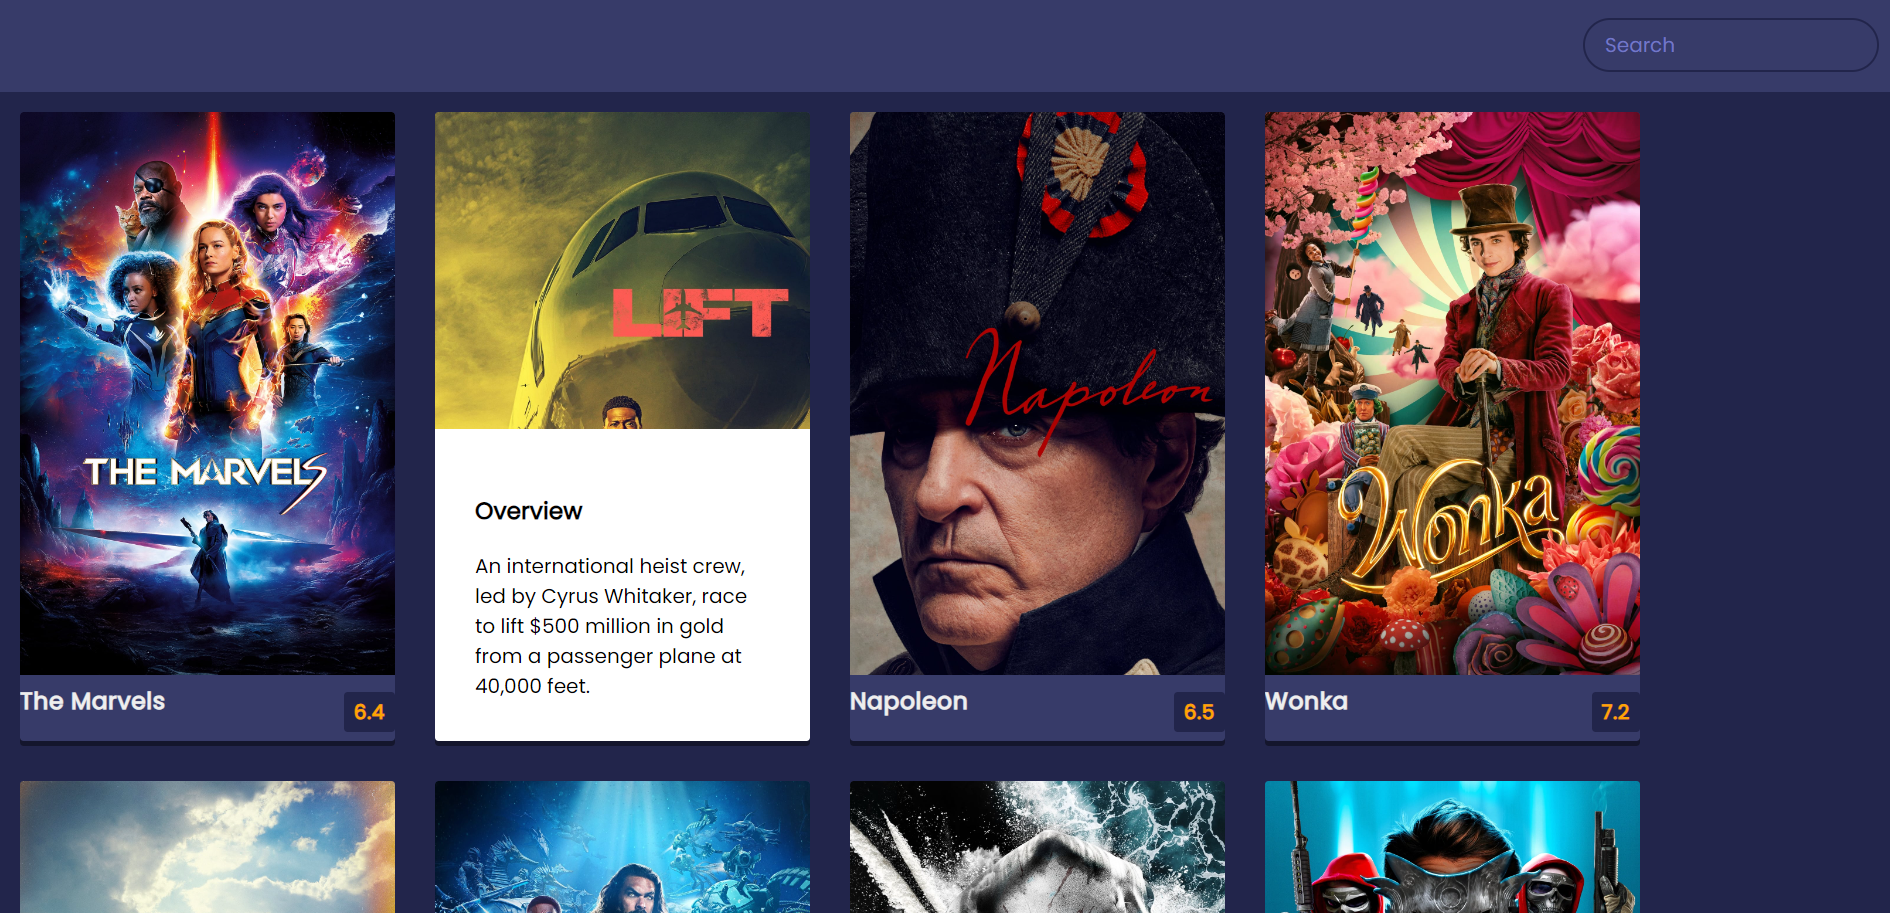 Search
THE MARVELS
LIFT
Napoleon
Wonka
Overview
An international heist crew,
led by Cyrus Whitaker, race
to lift $500 million in gold
from a passenger plane at
40,000 feet.
The Marvels
6.4
Napoleon
6.5
Wonka
7.2